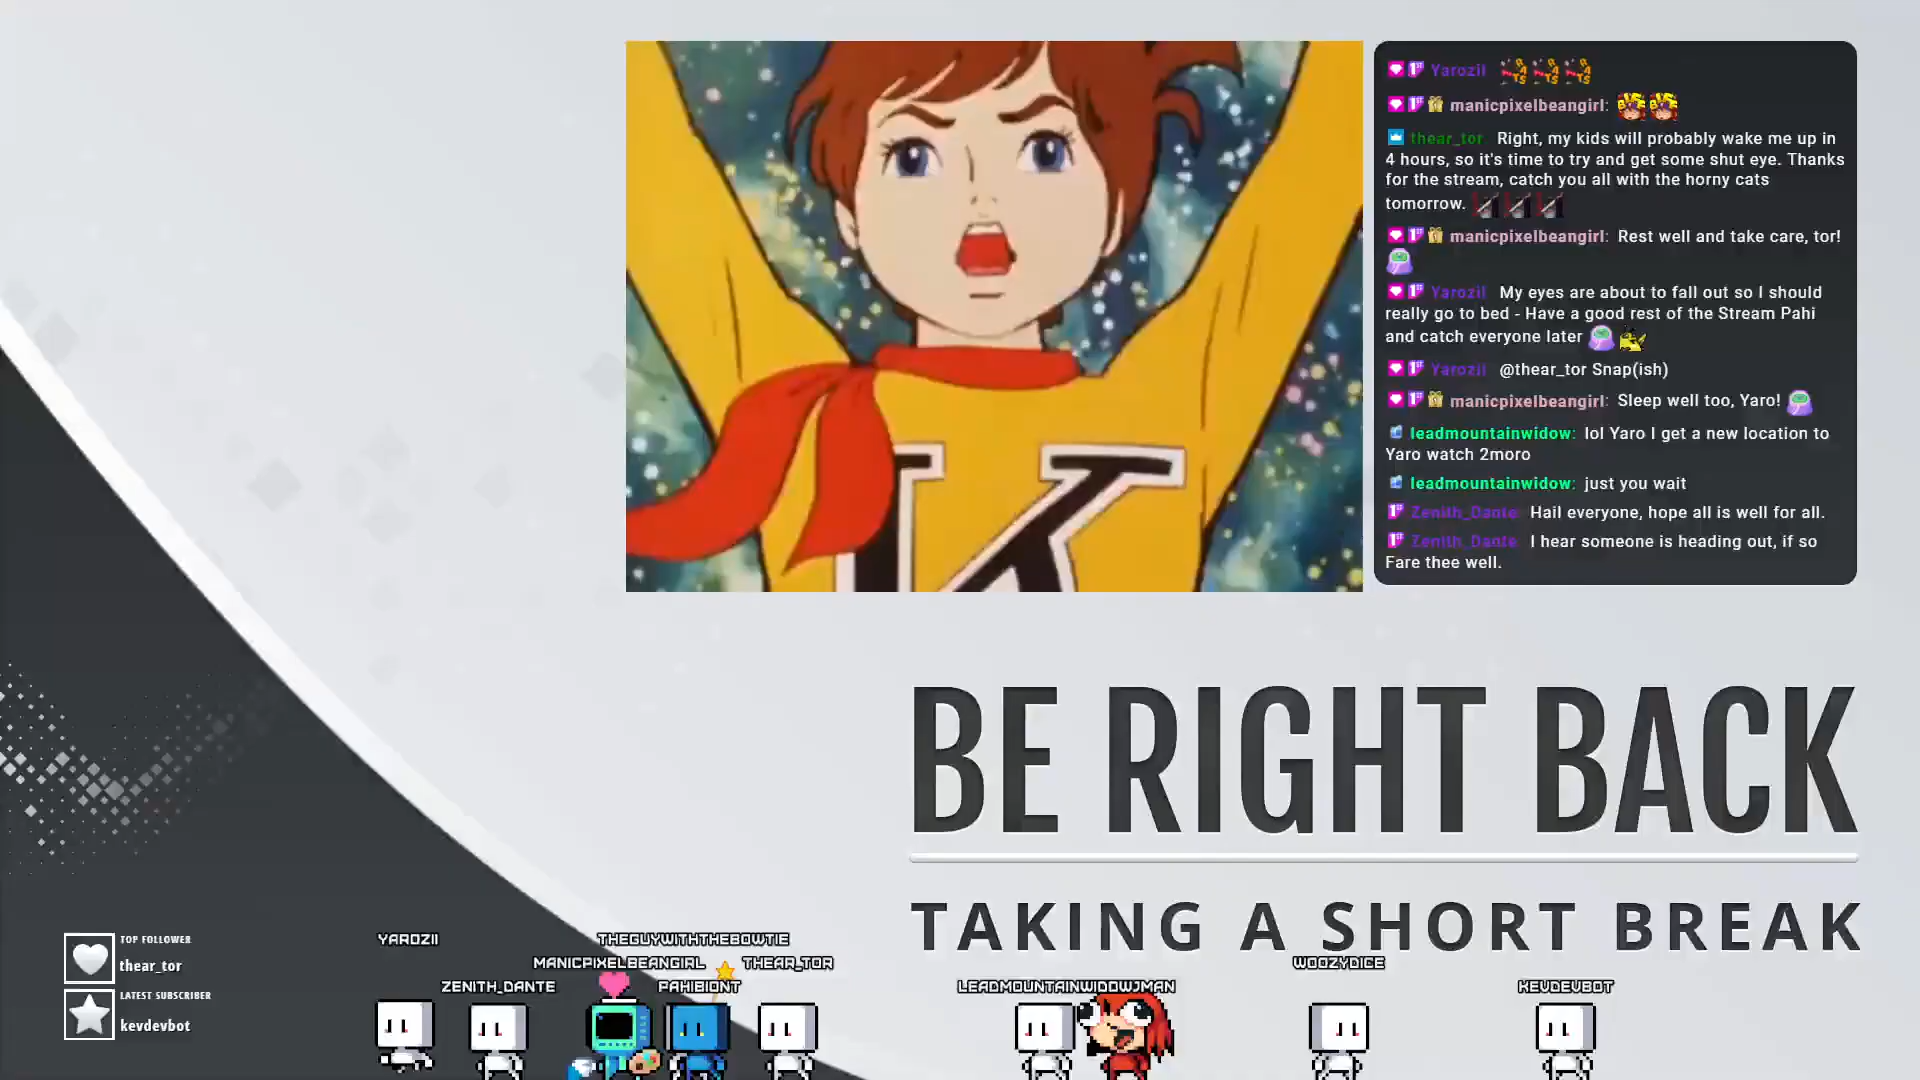 K
Yarozii
manicpixelbeangirl:
thear_tor Right, my kids will probably wake me up in
4 hours, so it's time to try and get some shut eye. Thanks
for the stream, catch you all with the horny cats
tomorrow.
manicpixelbeangirl: Rest well and take care, tor!
Yarozii My eyes are about to fall out so I should
really go to bed - Have a good rest of the Stream Pahi
and catch everyone later
Yarozii @thear_tor Snap(ish)
manicpixelbeangirl: Sleep well too, Yaro!
leadmountainwidow: lol Yaro I get a new location to
Yaro watch 2moro
leadmountainwidow: just you wait
Zenith_Dante Hail everyone, hope all is well for all.
Zenith_Dante I hear someone is heading out, if so
Fare thee well.
BE RIGHT BACK
TAKING A SHORT BREAK
TOP FOLLOWER
thear_tor
LATEST SUBSCRIBER
kevdevbot
YAROZII
THEGUYWITHTHEBOWTIE
MANICPIXELBEANGIRL
THEAR_TOR
WOOZYDICE
ZENITH_DANTE
PAHIBIONT
LEADMOUNTAINWIDOWJMAN
KEVDEVBOT